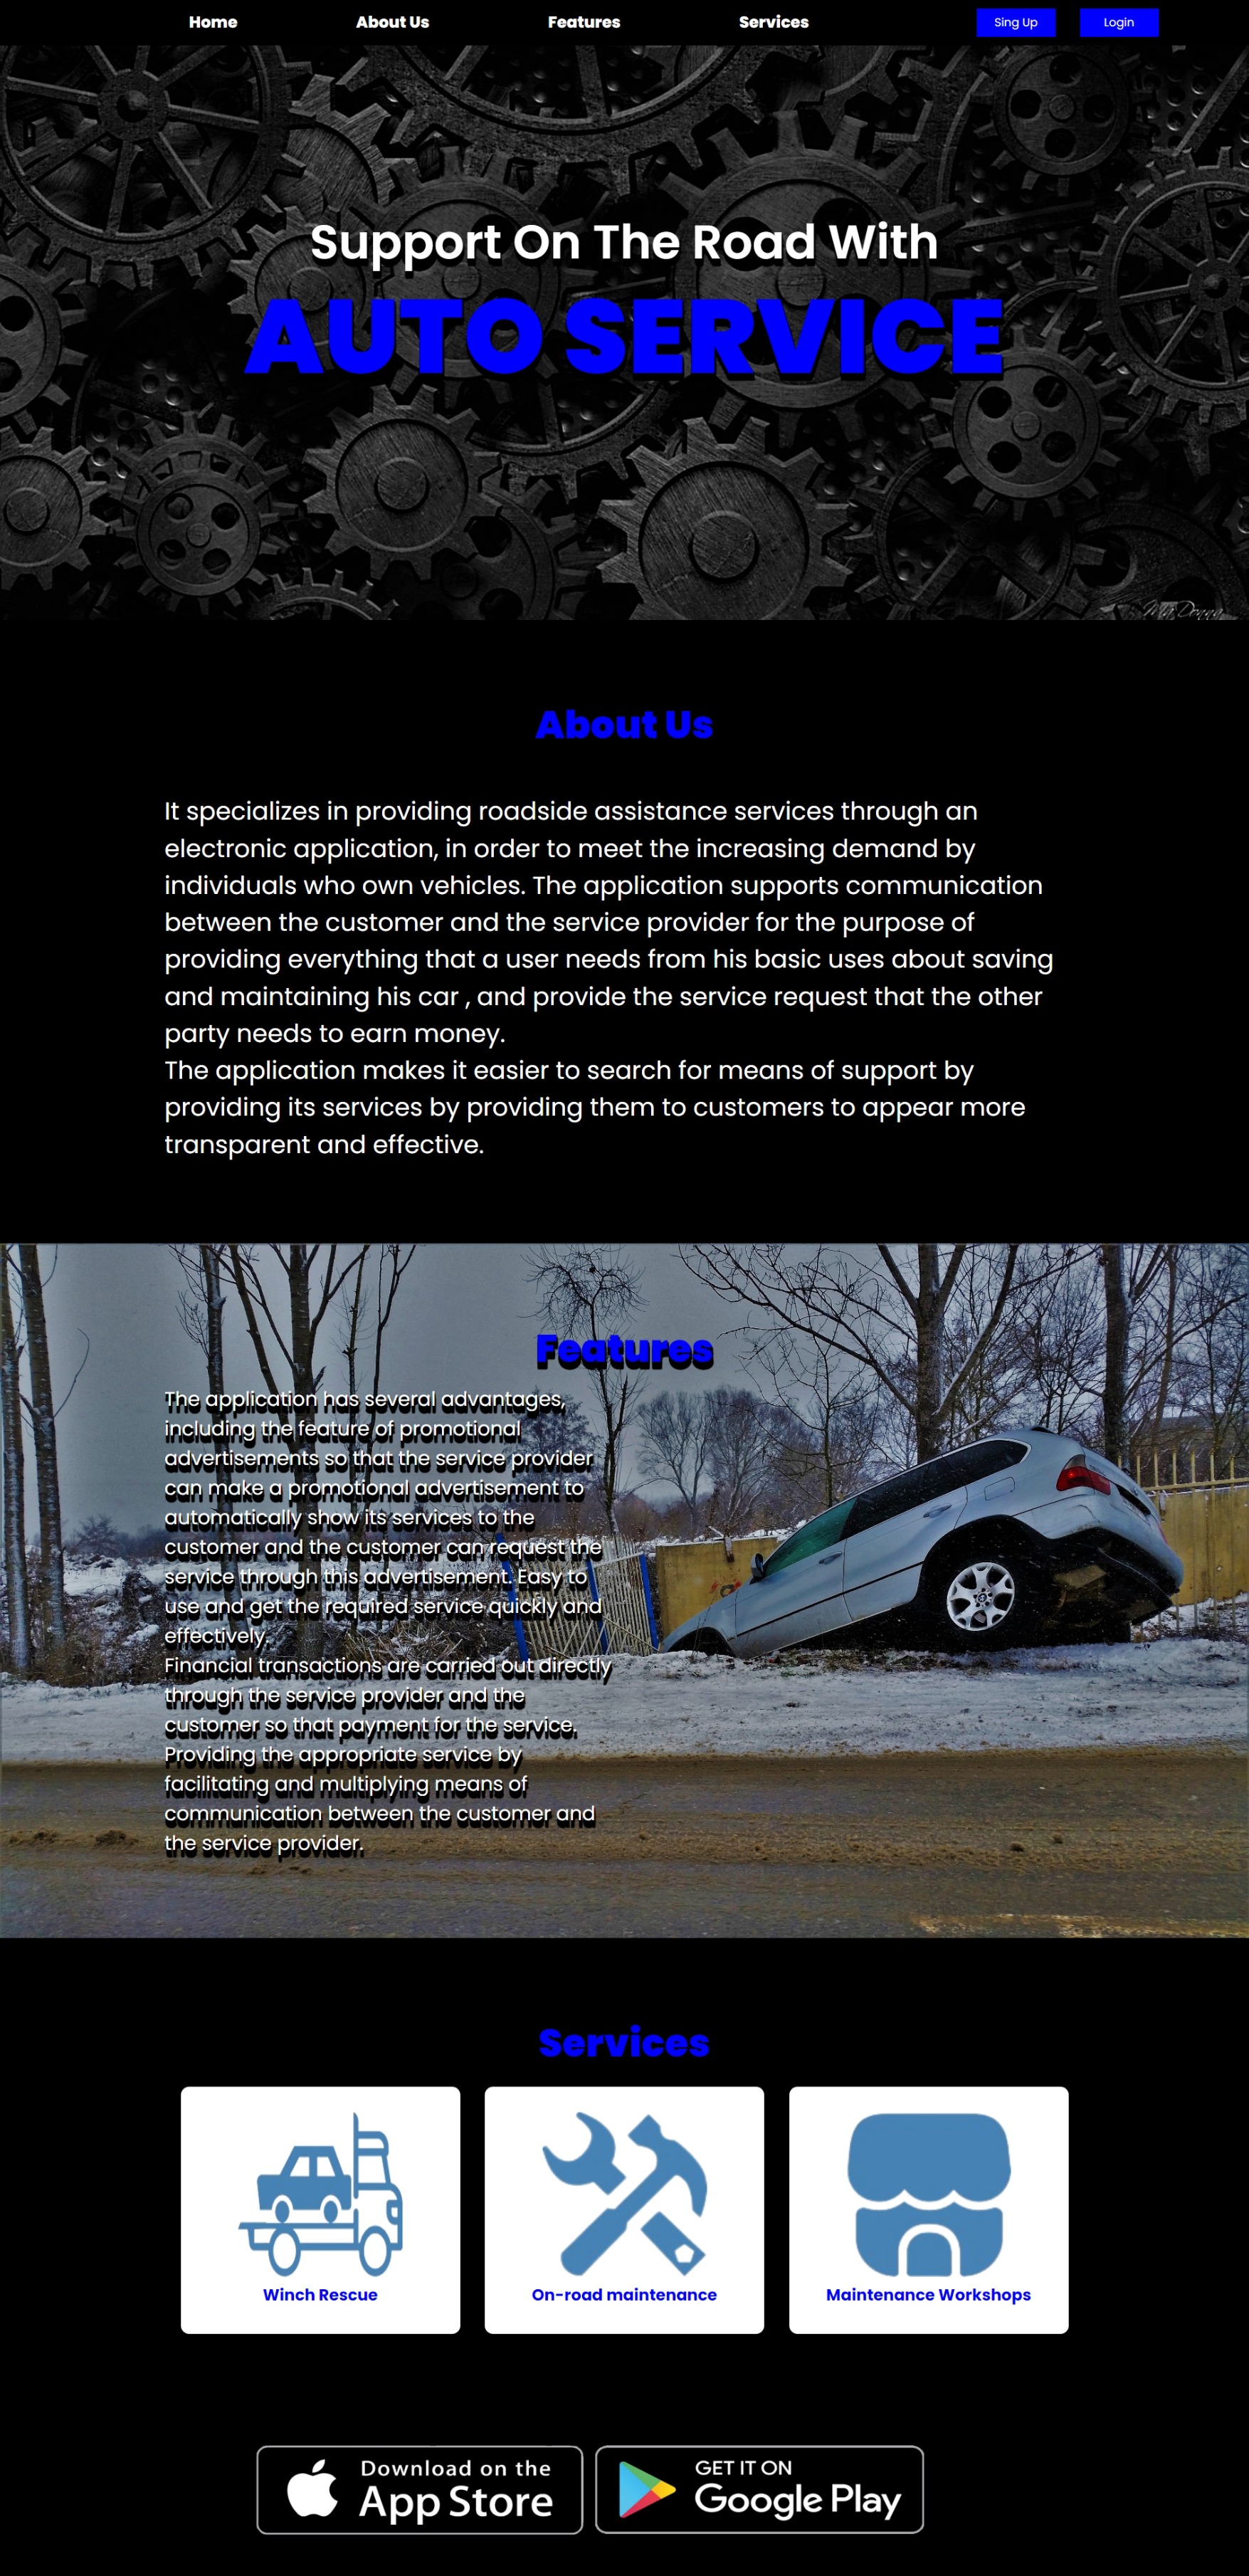 Home About Us Features Services Sing Up Login
Support On The Road With
AUTO SERVICE
About Us
It specializes in providing roadside assistance services through an
electronic application, in order to meet the increasing demand by
individuals who own vehicles. The application supports communication
between the customer and the service provider for the purpose of
providing everything that a user needs from his basic uses about saving
and maintaining his car , and provide the service request that the other
party needs to earn money.
The application makes it easier to search for means of support by
providing its services by providing them to customers to appear more
transparent and effective.
Features
The application has several advantages,
including the feature of promotional
advertisements so that the service provider
can make a promotional advertisement to
automatically show its services to the
customer and the customer can request the
service through this advertisement. Easy to
use and get the required service quickly and
effectively.
Financial transactions are carried out directly
through the service provider and the
customer so that payment for the service.
Providing the appropriate service by
facilitating and multiplying means of
communication between the customer and
the service provider.
Services
Winch Rescue
On-road maintenance
Maintenance Workshops
Download on the
App Store
GET IT ON
Google Play